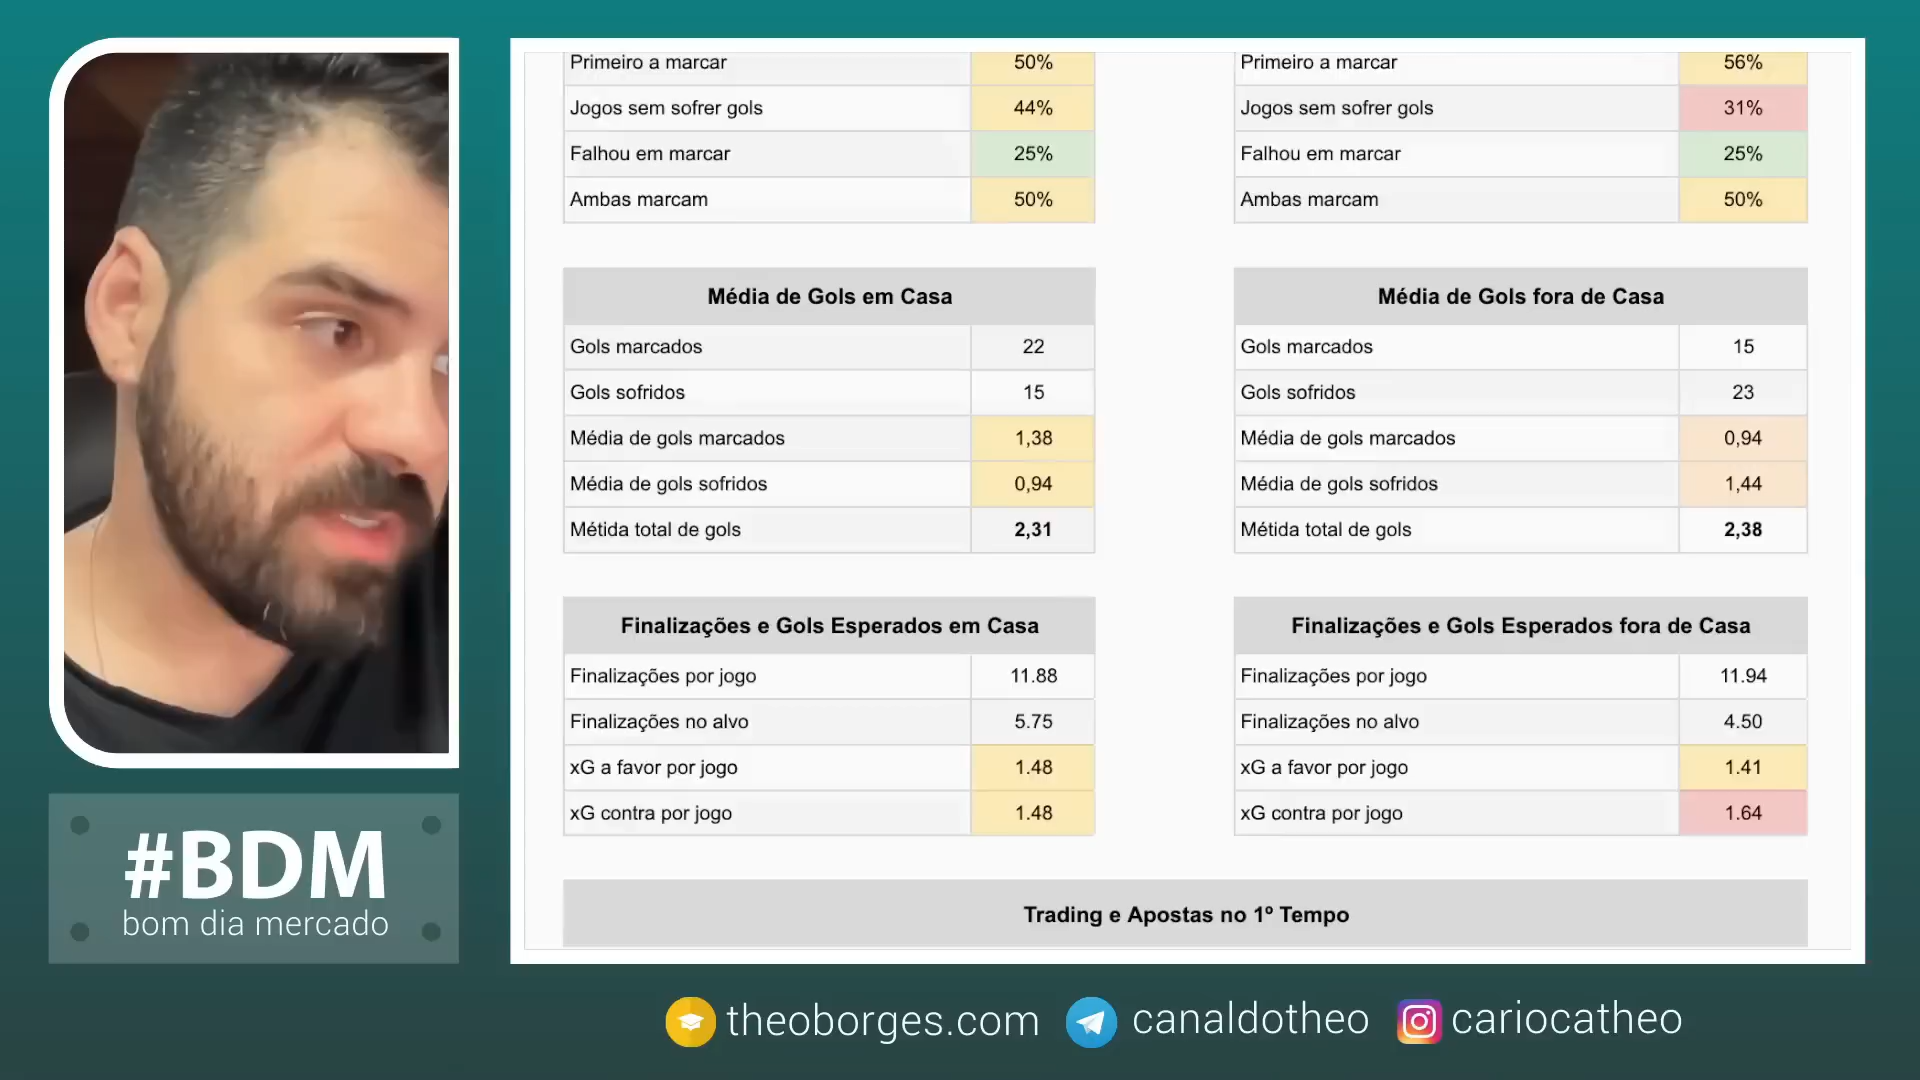 Primeiro a marcar 50%
Jogos sem sofrer gols 44%
Falhou em marcar 25%
Ambas marcam 50%
Primeiro a marcar 56%
Jogos sem sofrer gols 31%
Falhou em marcar 25%
Ambas marcam 50%
Média de Gols em Casa
Gols marcados 22
Gols sofridos 15
Média de gols marcados 1,38
Média de gols sofridos 0,94
Métida total de gols 2,31
Média de Gols fora de Casa
Gols marcados 15
Gols sofridos 23
Média de gols marcados 0,94
Média de gols sofridos 1,44
Métida total de gols 2,38
Finalizações e Gols Esperados em Casa
Finalizações por jogo 11.88
Finalizações no alvo 5.75
xG a favor por jogo 1.48
xG contra por jogo 1.48
Finalizações e Gols Esperados fora de Casa
Finalizações por jogo 11.94
Finalizações no alvo 4.50
xG a favor por jogo 1.41
xG contra por jogo 1.64
Trading e Apostas no 1º Tempo
#BDM
bom dia mercado
theoborges.com
canaldotheo
cariocatheo